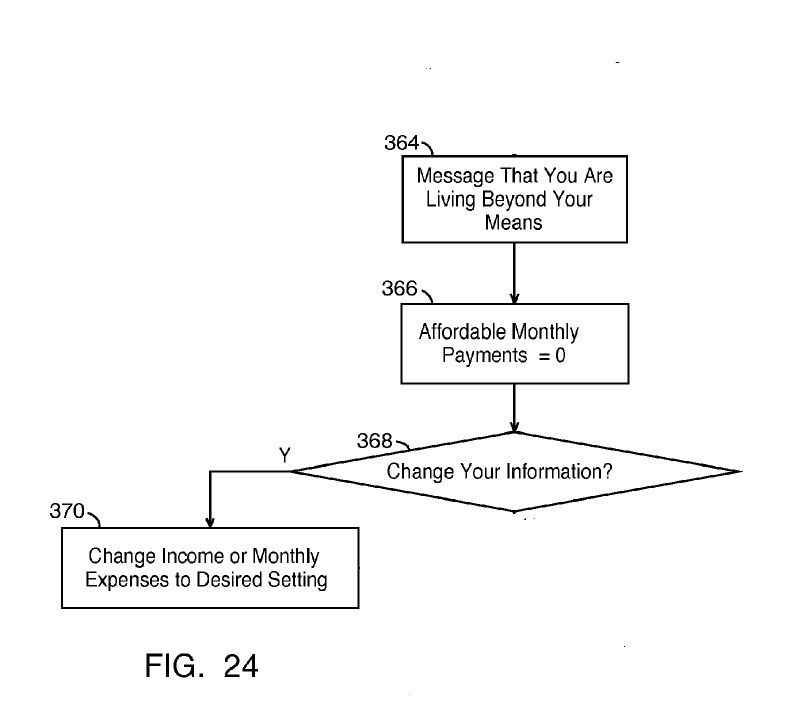 364
Message That You Are
Living Beyond Your
Means
366
Affordable Monthly
Payments = 0
368
Change Your Information?
Y
370
Change Income or Monthly
Expenses to Desired Setting
FIG. 24